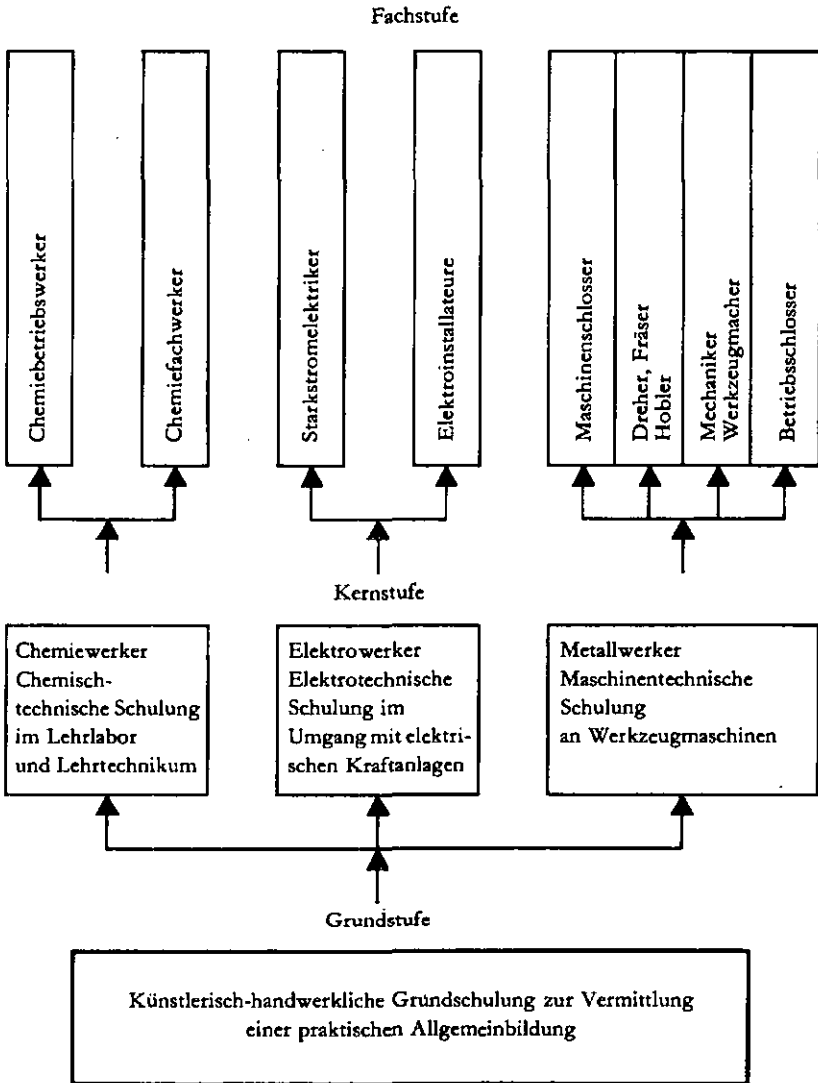 Fachstufe
Chemiebetriebswerker
Chemiefachwerker
Starkstromelektriker
Elektroinstallateure
Maschinenschlosser
Dreher, Fräser
Hobler
Mechaniker
Werkzeugmacher
Betriebsschlosser
Kernstufe
Chemiewerker
Chemisch-
technische Schulung
im Lehrlabor
und Lehrtechnikum
Elektrowerker
Elektrotechnische
Schulung im
Umgang mit elektri-
schen Kraftanlagen
Metallwerker
Maschinentechnische
Schulung
an Werkzeugmaschinen
Grundstufe
Künstlerisch-handwerkliche Grundschulung zur Vermittlung
einer praktischen Allgemeinbildung